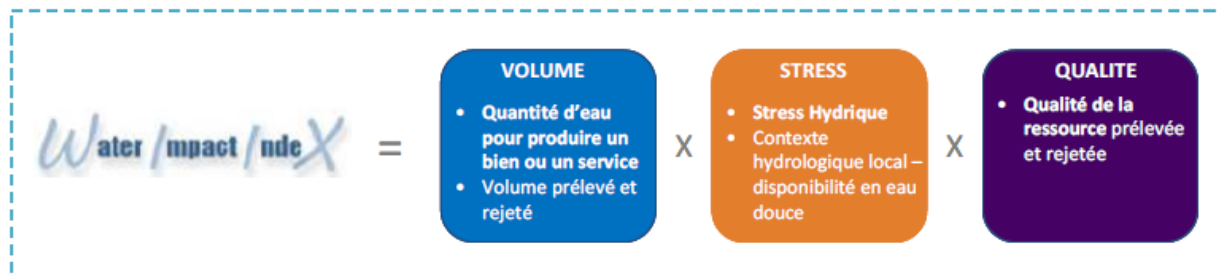 Water Impact IndeX
=
VOLUME
• Quantité d'eau
pour produire un
bien ou un service
• Volume prélevé et
rejeté
X
STRESS
• Stress Hydrique
• Contexte
hydrologique local –
disponibilité en eau
douce
X
QUALITE
• Qualité de la
ressource prélevée
et rejetée